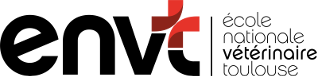 envt
école
nationale
vétérinaire
toulouse